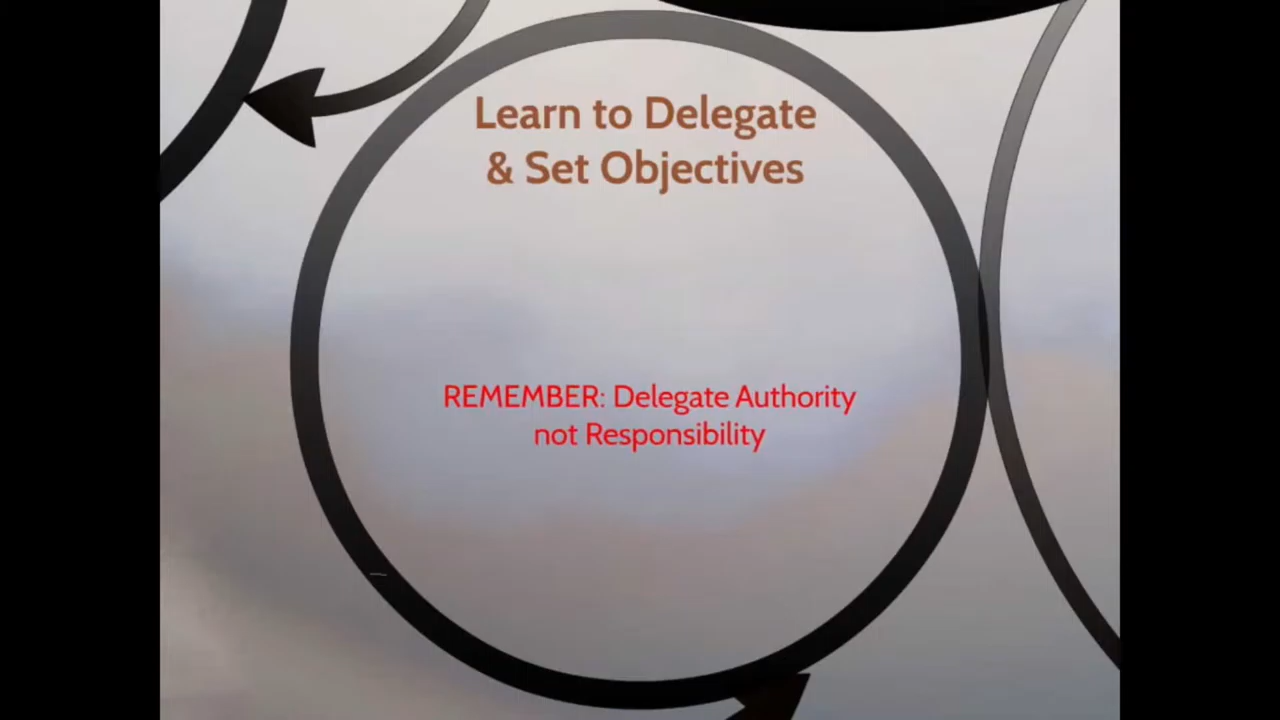 Learn to Delegate
& Set Objectives
REMEMBER: Delegate Authority
not Responsibility